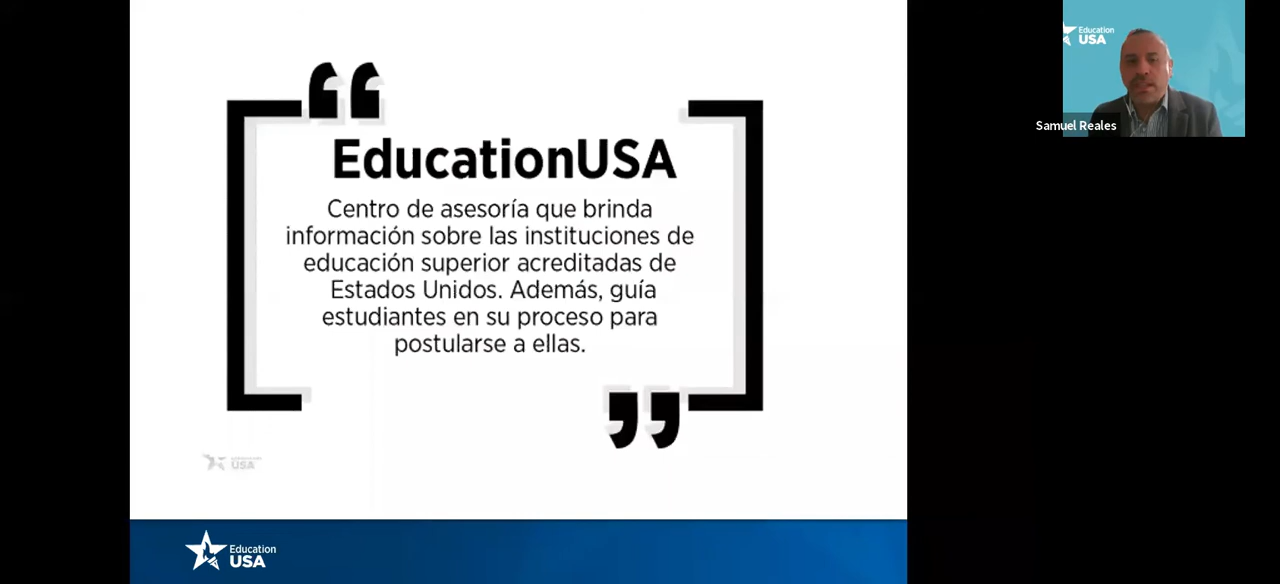 EducationUSA
Centro de asesoría que brinda
información sobre las instituciones de
educación superior acreditadas de
Estados Unidos. Además, guía
estudiantes en su proceso para
postularse a ellas.
USA
Education
USA
Education
USA
Samuel Reales